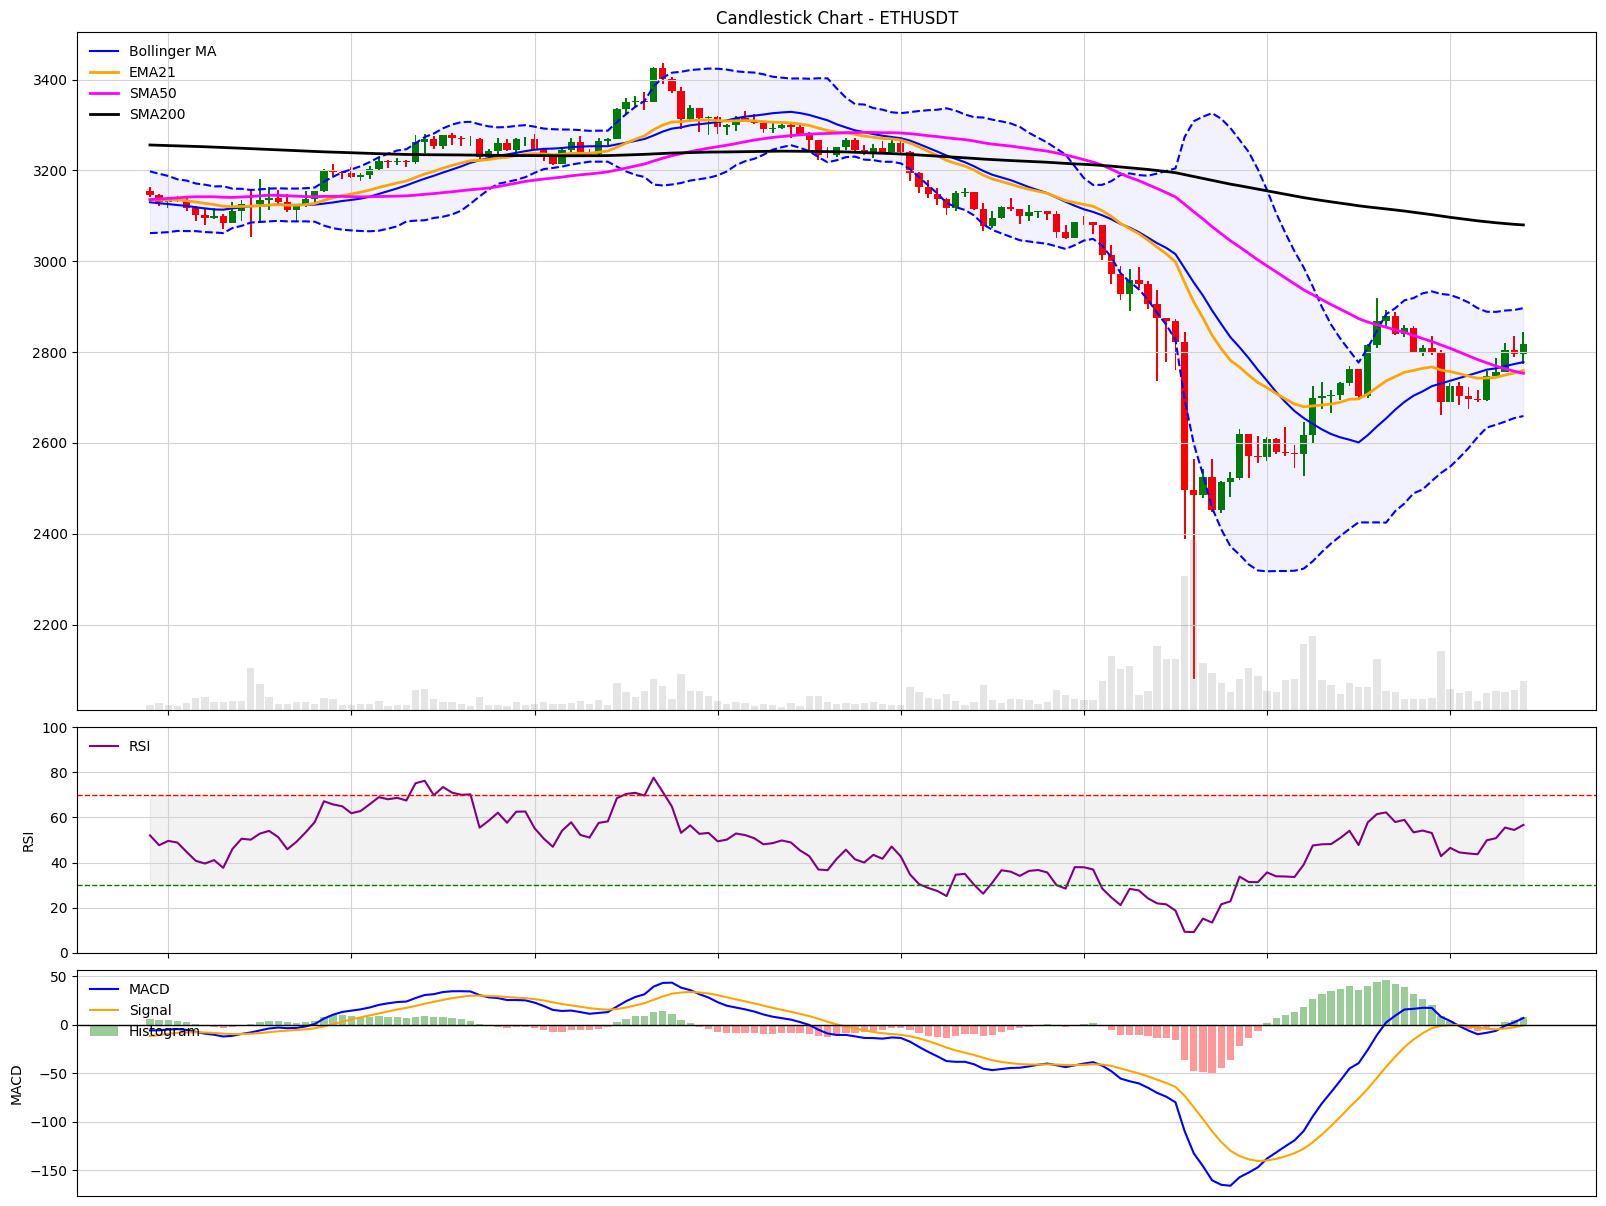 Candlestick Chart - ETHUSDT
Bollinger MA
EMA21
SMA50
SMA200
3400
3200
3000
2800
2600
2400
2200
RSI
100
80
60
40
20
0
RSI
MACD
Signal
Histogram
50
0
−50
−100
−150
MACD